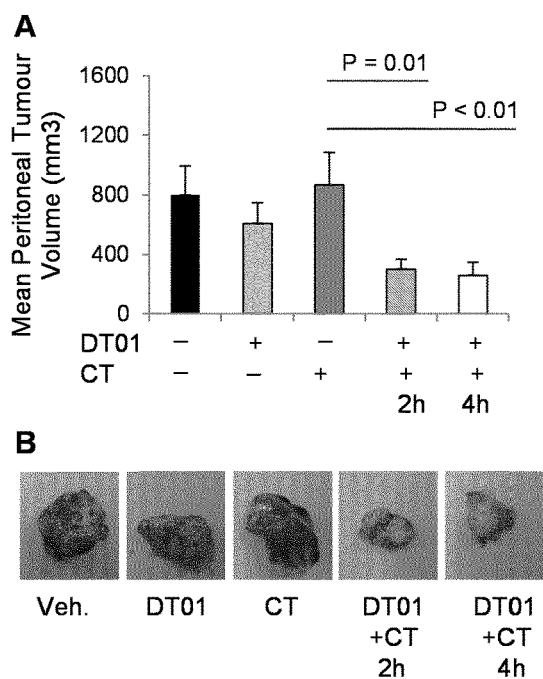 A
P = 0.01
P < 0.01
Mean Peritoneal Tumour
Volume (mm3)
1600
1200
800
400
0
DT01 – + – + +
CT – – + + +
2h 4h
B
Veh. DT01 CT DT01 DT01
+CT +CT
2h 4h